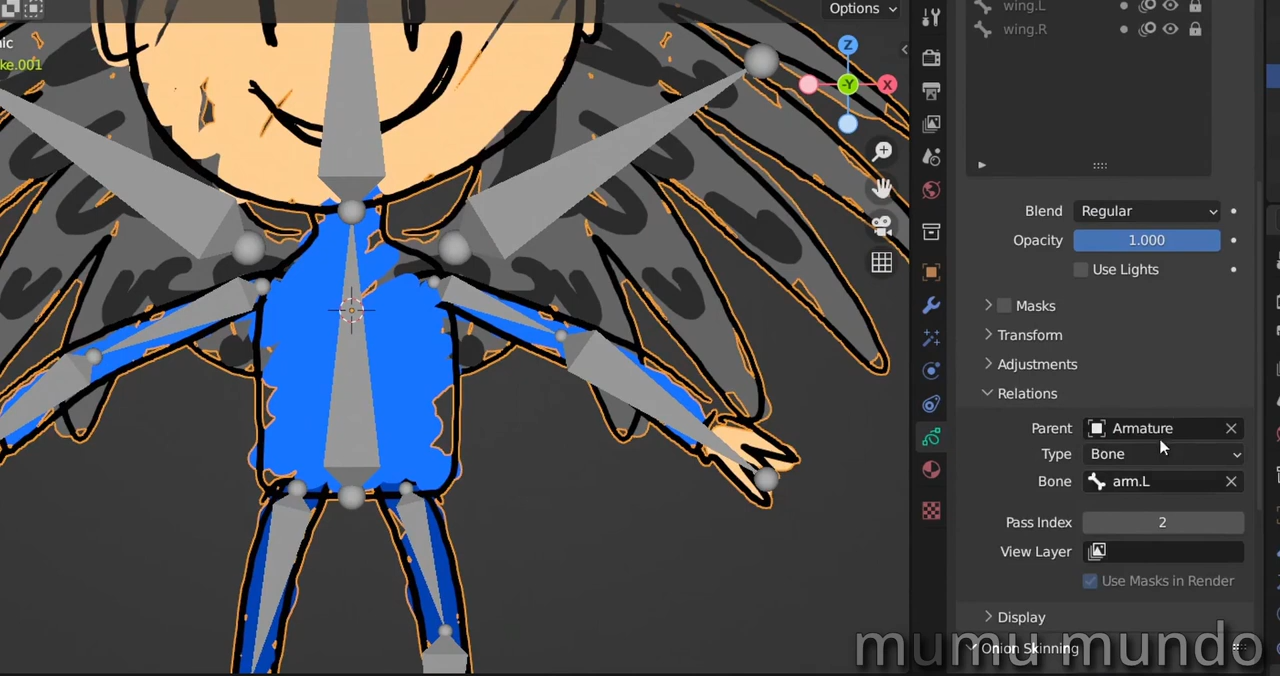 Options
wing.L
wing.R
ic
ke.001
Z
-Y
X
Blend Regular
Opacity 1.000
Use Lights
Masks
Transform
Adjustments
Relations
Parent Armature
Type Bone
Bone arm.L
Pass Index 2
View Layer
Use Masks in Render
Display
Onion Skinning
mumu mundo